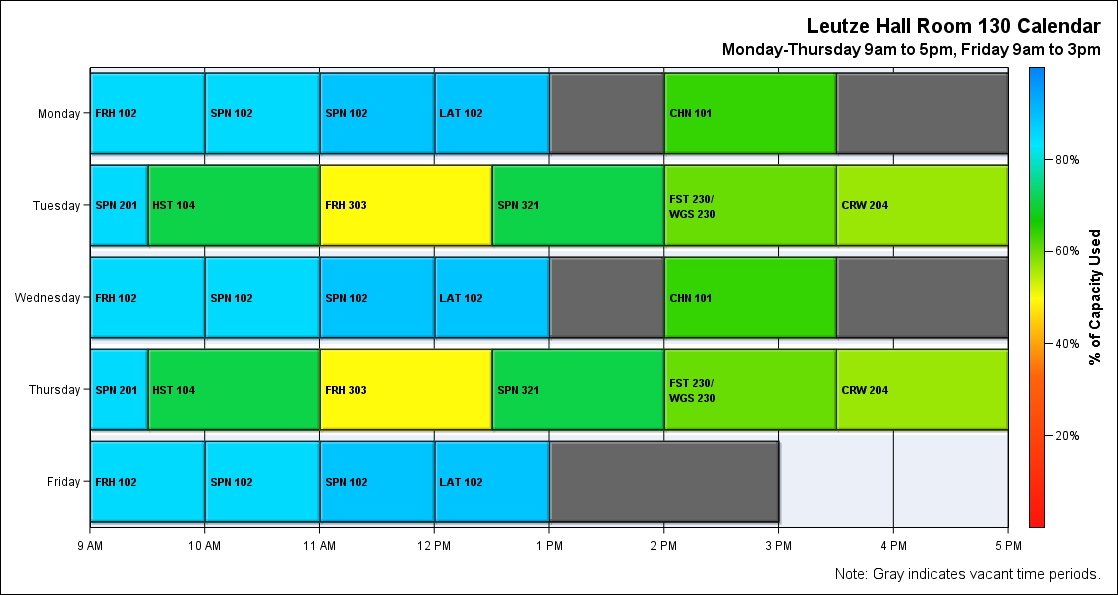 Leutze Hall Room 130 Calendar
Monday-Thursday 9am to 5pm, Friday 9am to 3pm
Monday
FRH 102
SPN 102
SPN 102
LAT 102
CHN 101
Tuesday
SPN 201
HST 104
FRH 303
SPN 321
FST 230/
WGS 230
CRW 204
Wednesday
FRH 102
SPN 102
SPN 102
LAT 102
CHN 101
Thursday
SPN 201
HST 104
FRH 303
SPN 321
FST 230/
WGS 230
CRW 204
Friday
FRH 102
SPN 102
SPN 102
LAT 102
9 AM
10 AM
11 AM
12 PM
1 PM
2 PM
3 PM
4 PM
5 PM
80%
60%
40%
20%
% of Capacity Used
Note: Gray indicates vacant time periods.